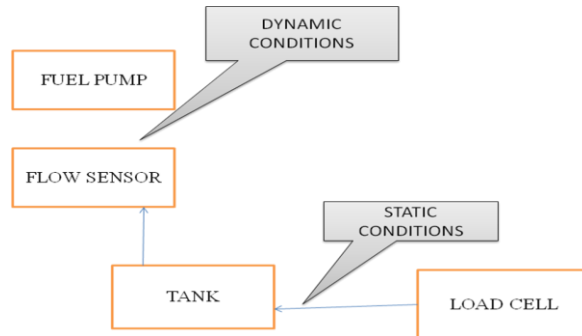 DYNAMIC
CONDITIONS
FUEL PUMP
FLOW SENSOR
STATIC
CONDITIONS
TANK
LOAD CELL